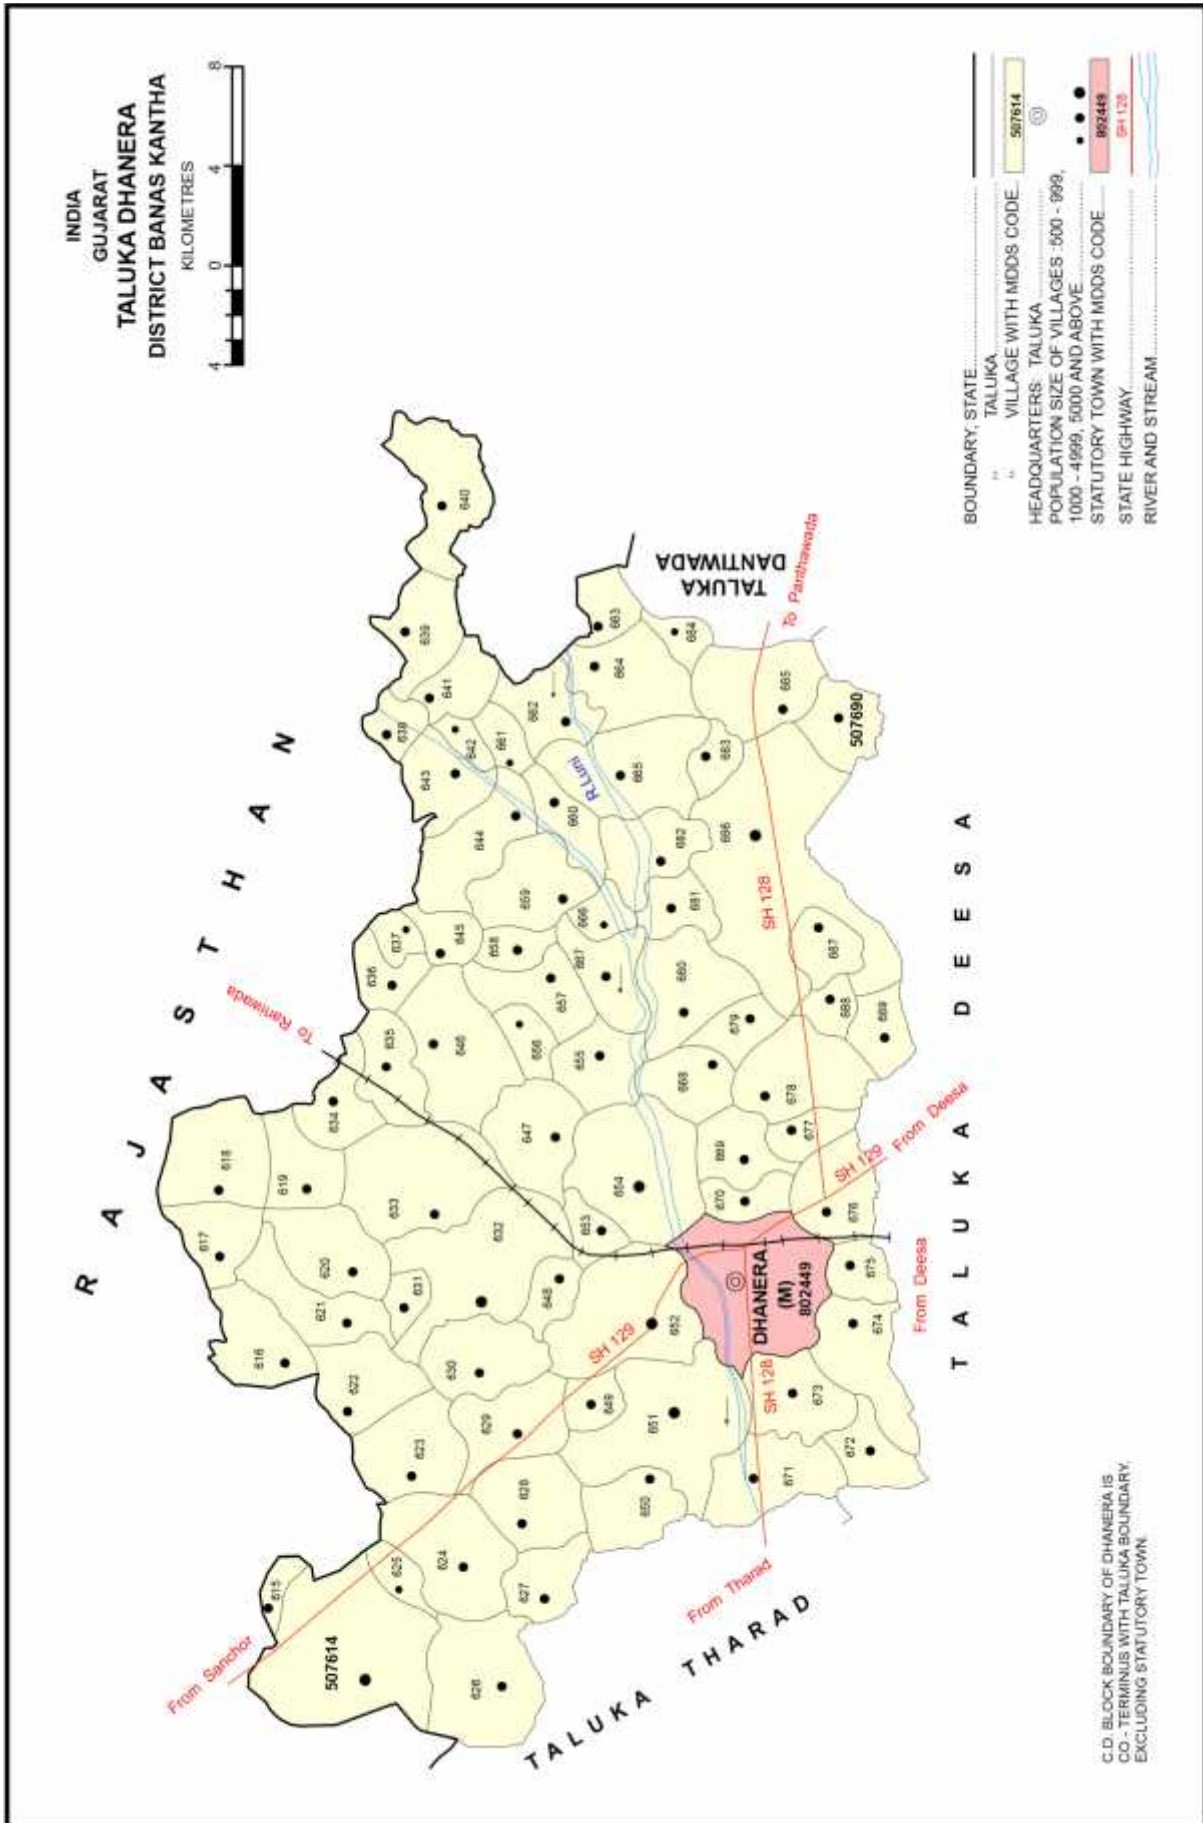 INDIA
GUJARAT
TALUKA DHANERA
DISTRICT BANAS KANTHA
KILOMETRES
4 0 4 8
R A J A S T H A N
To Raniwada
From Sanchor
615
507614
616
617
618
619
620
621
622
623
624
625
626
627
628
629
630
631
632
633
634
635
636
637
638
639
640
641
642
643
644
645
646
647
648
649
650
651
652
653
654
655
656
657
658
659
660
661
662
663
664
665
666
667
668
669
670
671
672
673
674
675
676
677
678
679
680
681
682
683
684
685
686
687
688
689
507690
R.Luni
SH 129
SH 128
SH 128
SH 129
DHANERA
(M)
802449
TALUKA
DANTIWADA
To Panthawada
From Deesa
From Deesa
From Tharad
TALUKA THARAD
TALUKA DEESA
BOUNDARY, STATE
,, TALUKA
,, VILLAGE WITH MDDS CODE 507614
HEADQUARTERS: TALUKA
POPULATION SIZE OF VILLAGES :500 - 999,
1000 - 4999, 5000 AND ABOVE
STATUTORY TOWN WITH MDDS CODE 802449
STATE HIGHWAY SH 128
RIVER AND STREAM
C.D. BLOCK BOUNDARY OF DHANERA IS
CO - TERMINUS WITH TALUKA BOUNDARY,
EXCLUDING STATUTORY TOWN.